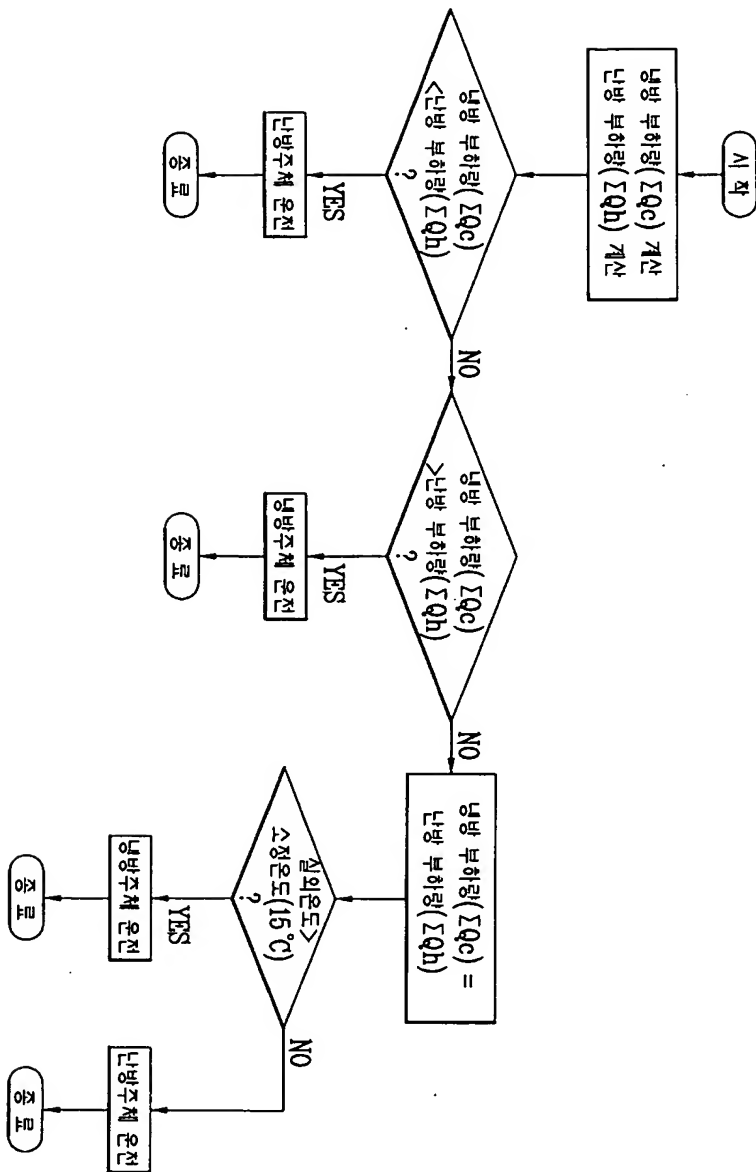 시 작
냉방 부하량(ΣQc) 계산
난방 부하량(ΣQh) 계산
냉방 부하량(ΣQc)
<난방 부하량(ΣQh)
?
YES
난방주체 운전
종 료
NO
냉방 부하량(ΣQc)
>난방 부하량(ΣQh)
?
YES
냉방주체 운전
종 료
NO
냉방 부하량(ΣQc) =
난방 부하량(ΣQh)
실외온도>
소정온도(15°C)
?
YES
냉방주체 운전
종 료
NO
난방주체 운전
종 료